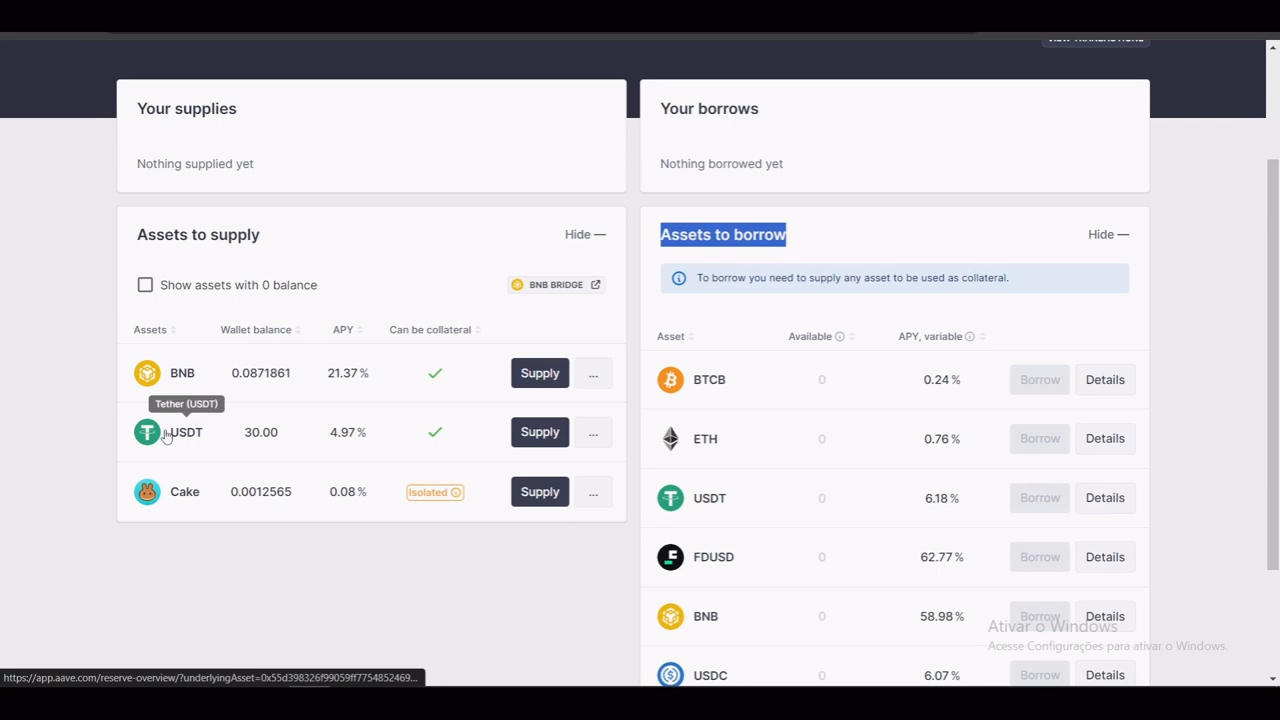 VIEW TRANSACTIONS
Your supplies
Nothing supplied yet
Your borrows
Nothing borrowed yet
Assets to supply
Hide —
Show assets with 0 balance
BNB BRIDGE
Assets
Wallet balance
APY
Can be collateral
BNB
0.0871861
21.37 %
Supply
...
Tether (USDT)
USDT
30.00
4.97 %
Supply
...
Cake
0.0012565
0.08 %
Isolated
Supply
...
Assets to borrow
Hide —
To borrow you need to supply any asset to be used as collateral.
Asset
Available
APY, variable
BTCB
0
0.24 %
Borrow
Details
ETH
0
0.76 %
Borrow
Details
USDT
0
6.18 %
Borrow
Details
FDUSD
0
62.77 %
Borrow
Details
BNB
0
58.98 %
Borrow
Details
USDC
0
6.07 %
Borrow
Details
Ativar o Windows
Acesse Configurações para ativar o Windows.
https://app.aave.com/reserve-overview/?underlyingAsset=0x55d398326f99059ff7754852469...